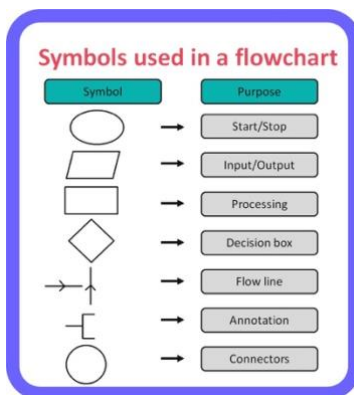 Symbols used in a flowchart
Symbol Purpose
Start/Stop
Input/Output
Processing
Decision box
Flow line
Annotation
Connectors